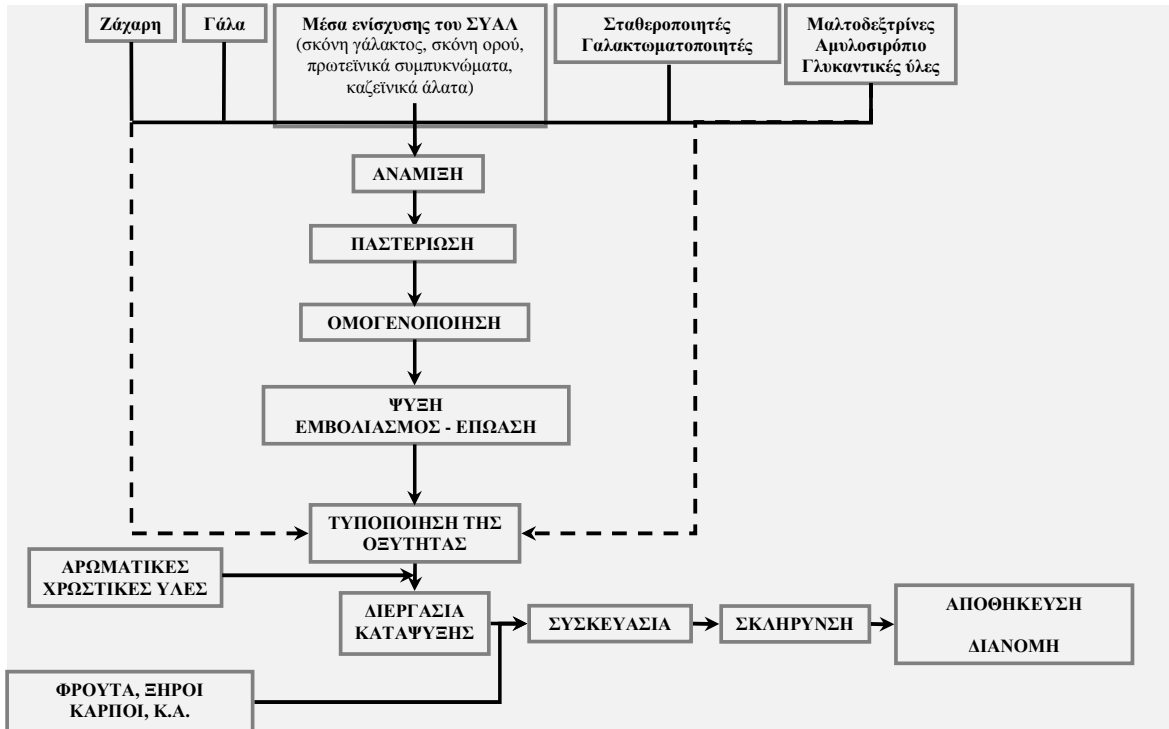 Ζάχαρη
Γάλα
Μέσα ενίσχυσης του ΣΥΑΛ
(σκόνη γάλακτος, σκόνη ορού,
πρωτεϊνικά συμπυκνώματα,
καζεϊνικά άλατα)
Σταθεροποιητές
Γαλακτωματοποιητές
Μαλτοδεξτρίνες
Αμυλοσιρόπιο
Γλυκαντικές ύλες
ΑΝΑΜΙΞΗ
ΠΑΣΤΕΡΙΩΣΗ
ΟΜΟΓΕΝΟΠΟΙΗΣΗ
ΨΥΞΗ
ΕΜΒΟΛΙΑΣΜΟΣ - ΕΠΩΑΣΗ
ΤΥΠΟΠΟΙΗΣΗ ΤΗΣ
ΟΞΥΤΗΤΑΣ
ΑΡΩΜΑΤΙΚΕΣ
ΧΡΩΣΤΙΚΕΣ ΥΛΕΣ
ΔΙΕΡΓΑΣΙΑ
ΚΑΤΑΨΥΞΗΣ
ΣΥΣΚΕΥΑΣΙΑ
ΣΚΛΗΡΥΝΣΗ
ΑΠΟΘΗΚΕΥΣΗ
ΔΙΑΝΟΜΗ
ΦΡΟΥΤΑ, ΞΗΡΟΙ
ΚΑΡΠΟΙ, Κ.Α.